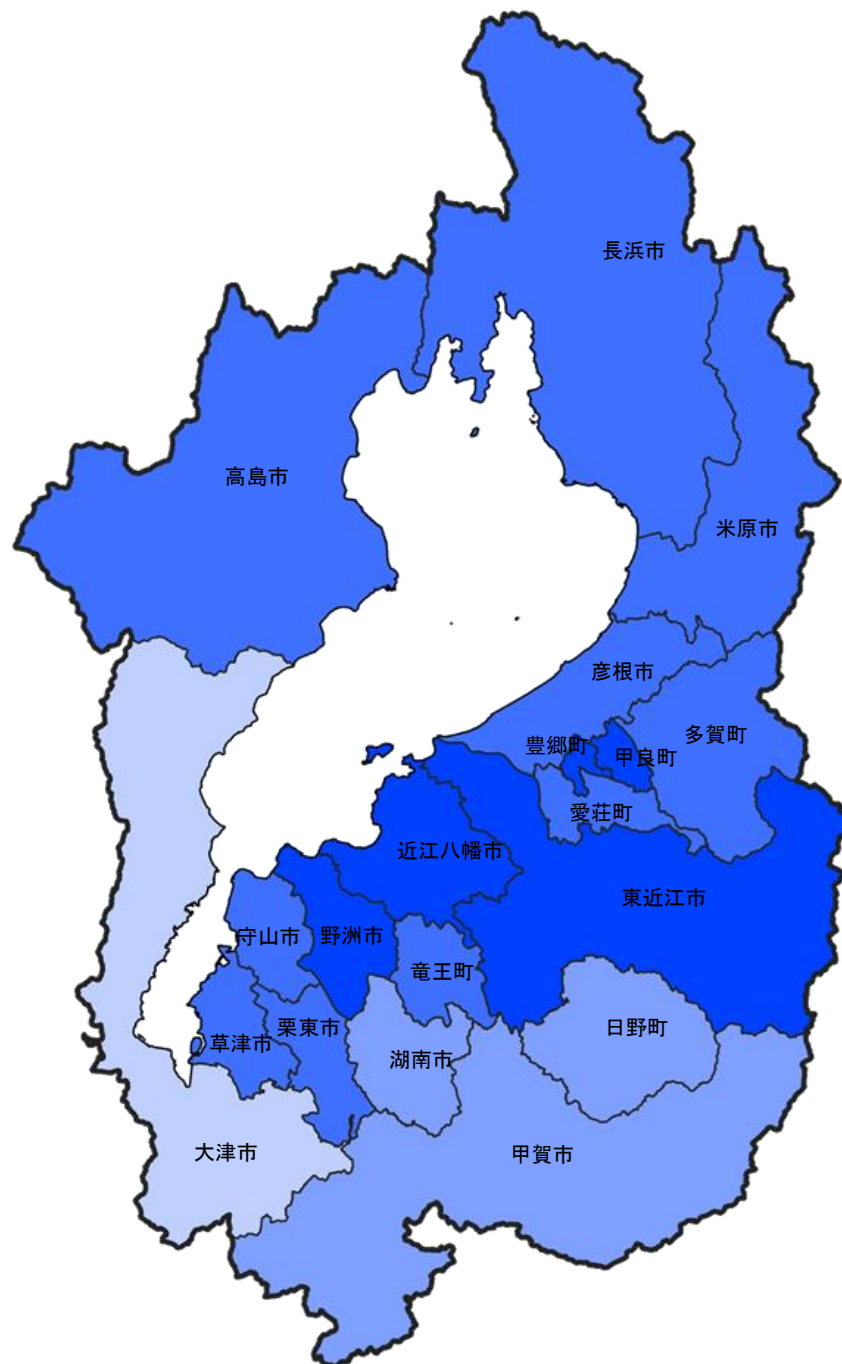 長浜市
高島市
米原市
彦根市
多賀町
豊郷町
甲良町
愛荘町
近江八幡市
東近江市
守山市
野洲市
竜王町
日野町
栗東市
草津市
湖南市
大津市
甲賀市